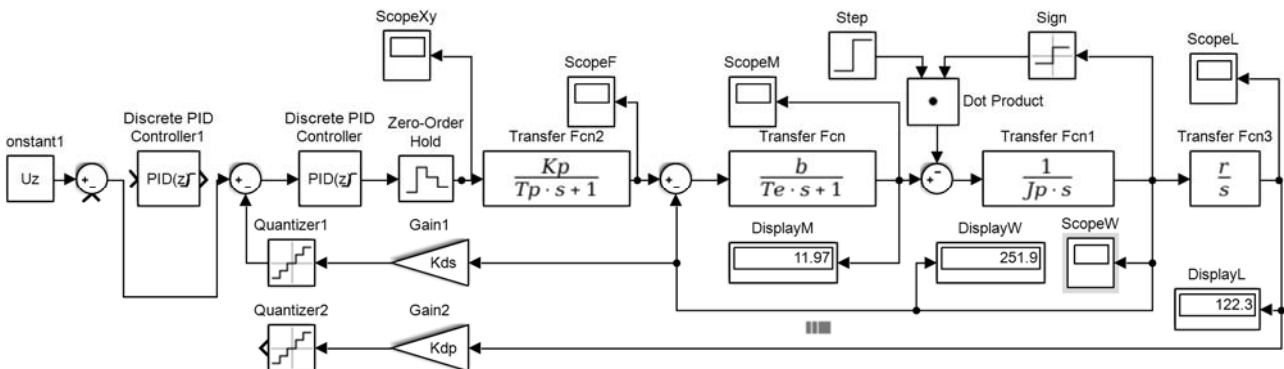 ScopeXy
Step
Sign
ScopeL
ScopeF
ScopeM
Dot Product
onstant1
Discrete PID
Controller1
Discrete PID
Controller
Zero-Order
Hold
Transfer Fcn2
Transfer Fcn
Transfer Fcn1
Transfer Fcn3
Uz
+
-
PID(z
+
-
PID(z
Kp
Tp · s + 1
+
-
b
Te · s + 1
+
-
1
Jp · s
r
s
Quantizer1
Gain1
Kds
DisplayM
11.97
DisplayW
251.9
ScopeW
DisplayL
122.3
Quantizer2
Gain2
Kdp